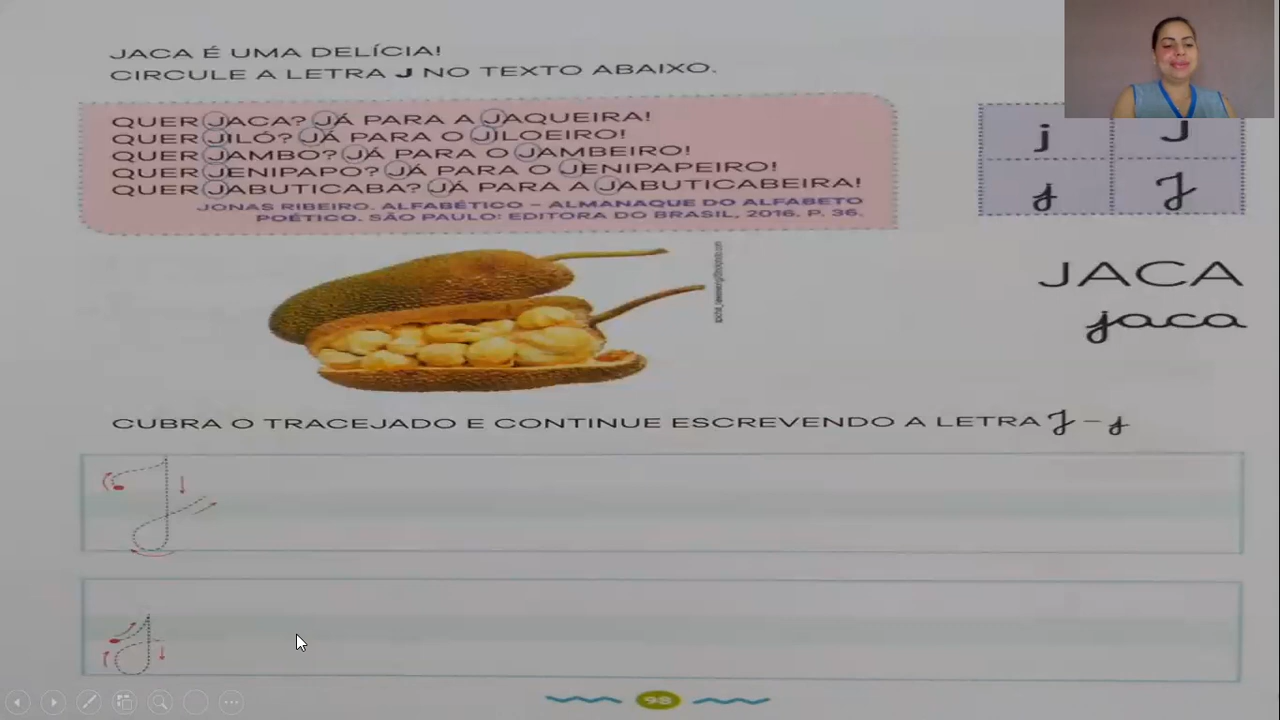 JACA É UMA DELÍCIA!
CIRCULE A LETRA J NO TEXTO ABAIXO.
QUER JACA? JÁ PARA A JAQUEIRA!
QUER JILÓ? JÁ PARA O JILOEIRO!
QUER JAMBO? JÁ PARA O JAMBEIRO!
QUER JENIPAPO? JÁ PARA O JENIPAPEIRO!
QUER JABUTICABA? JÁ PARA A JABUTICABEIRA!
JONAS RIBEIRO. ALFABÉTICO – ALMANAQUE DO ALFABETO
POÉTICO. SÃO PAULO: EDITORA DO BRASIL, 2016. P. 36.
j J
j J
JACA
jaca
CUBRA O TRACEJADO E CONTINUE ESCREVENDO A LETRA J – j
J
j
98